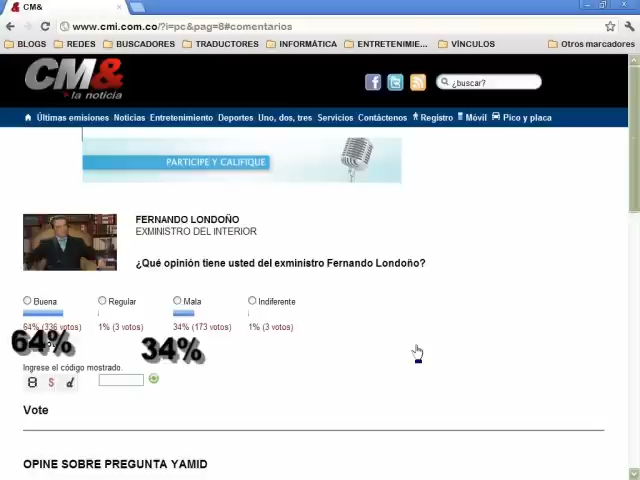 CM&
www.cmi.com.co/?i=pc&pag=8#comentarios
BLOGS REDES BUSCADORES TRADUCTORES INFORMÁTICA ENTRETENIMIE... VÍNCULOS Otros marcadores
CM&
la noticia
¿buscar?
Últimas emisiones Noticias Entretenimiento Deportes Uno, dos, tres Servicios Contáctenos Registro Móvil Pico y placa
PARTICIPE Y CALIFIQUE
FERNANDO LONDOÑO
EXMINISTRO DEL INTERIOR
¿Qué opinión tiene usted del exministro Fernando Londoño?
Buena Regular Mala Indiferente
64% (336 votos) 1% (3 votos) 34% (173 votos) 1% (3 votos)
64% 34%
Ingrese el código mostrado.
8 S d
Vote
OPINE SOBRE PREGUNTA YAMID